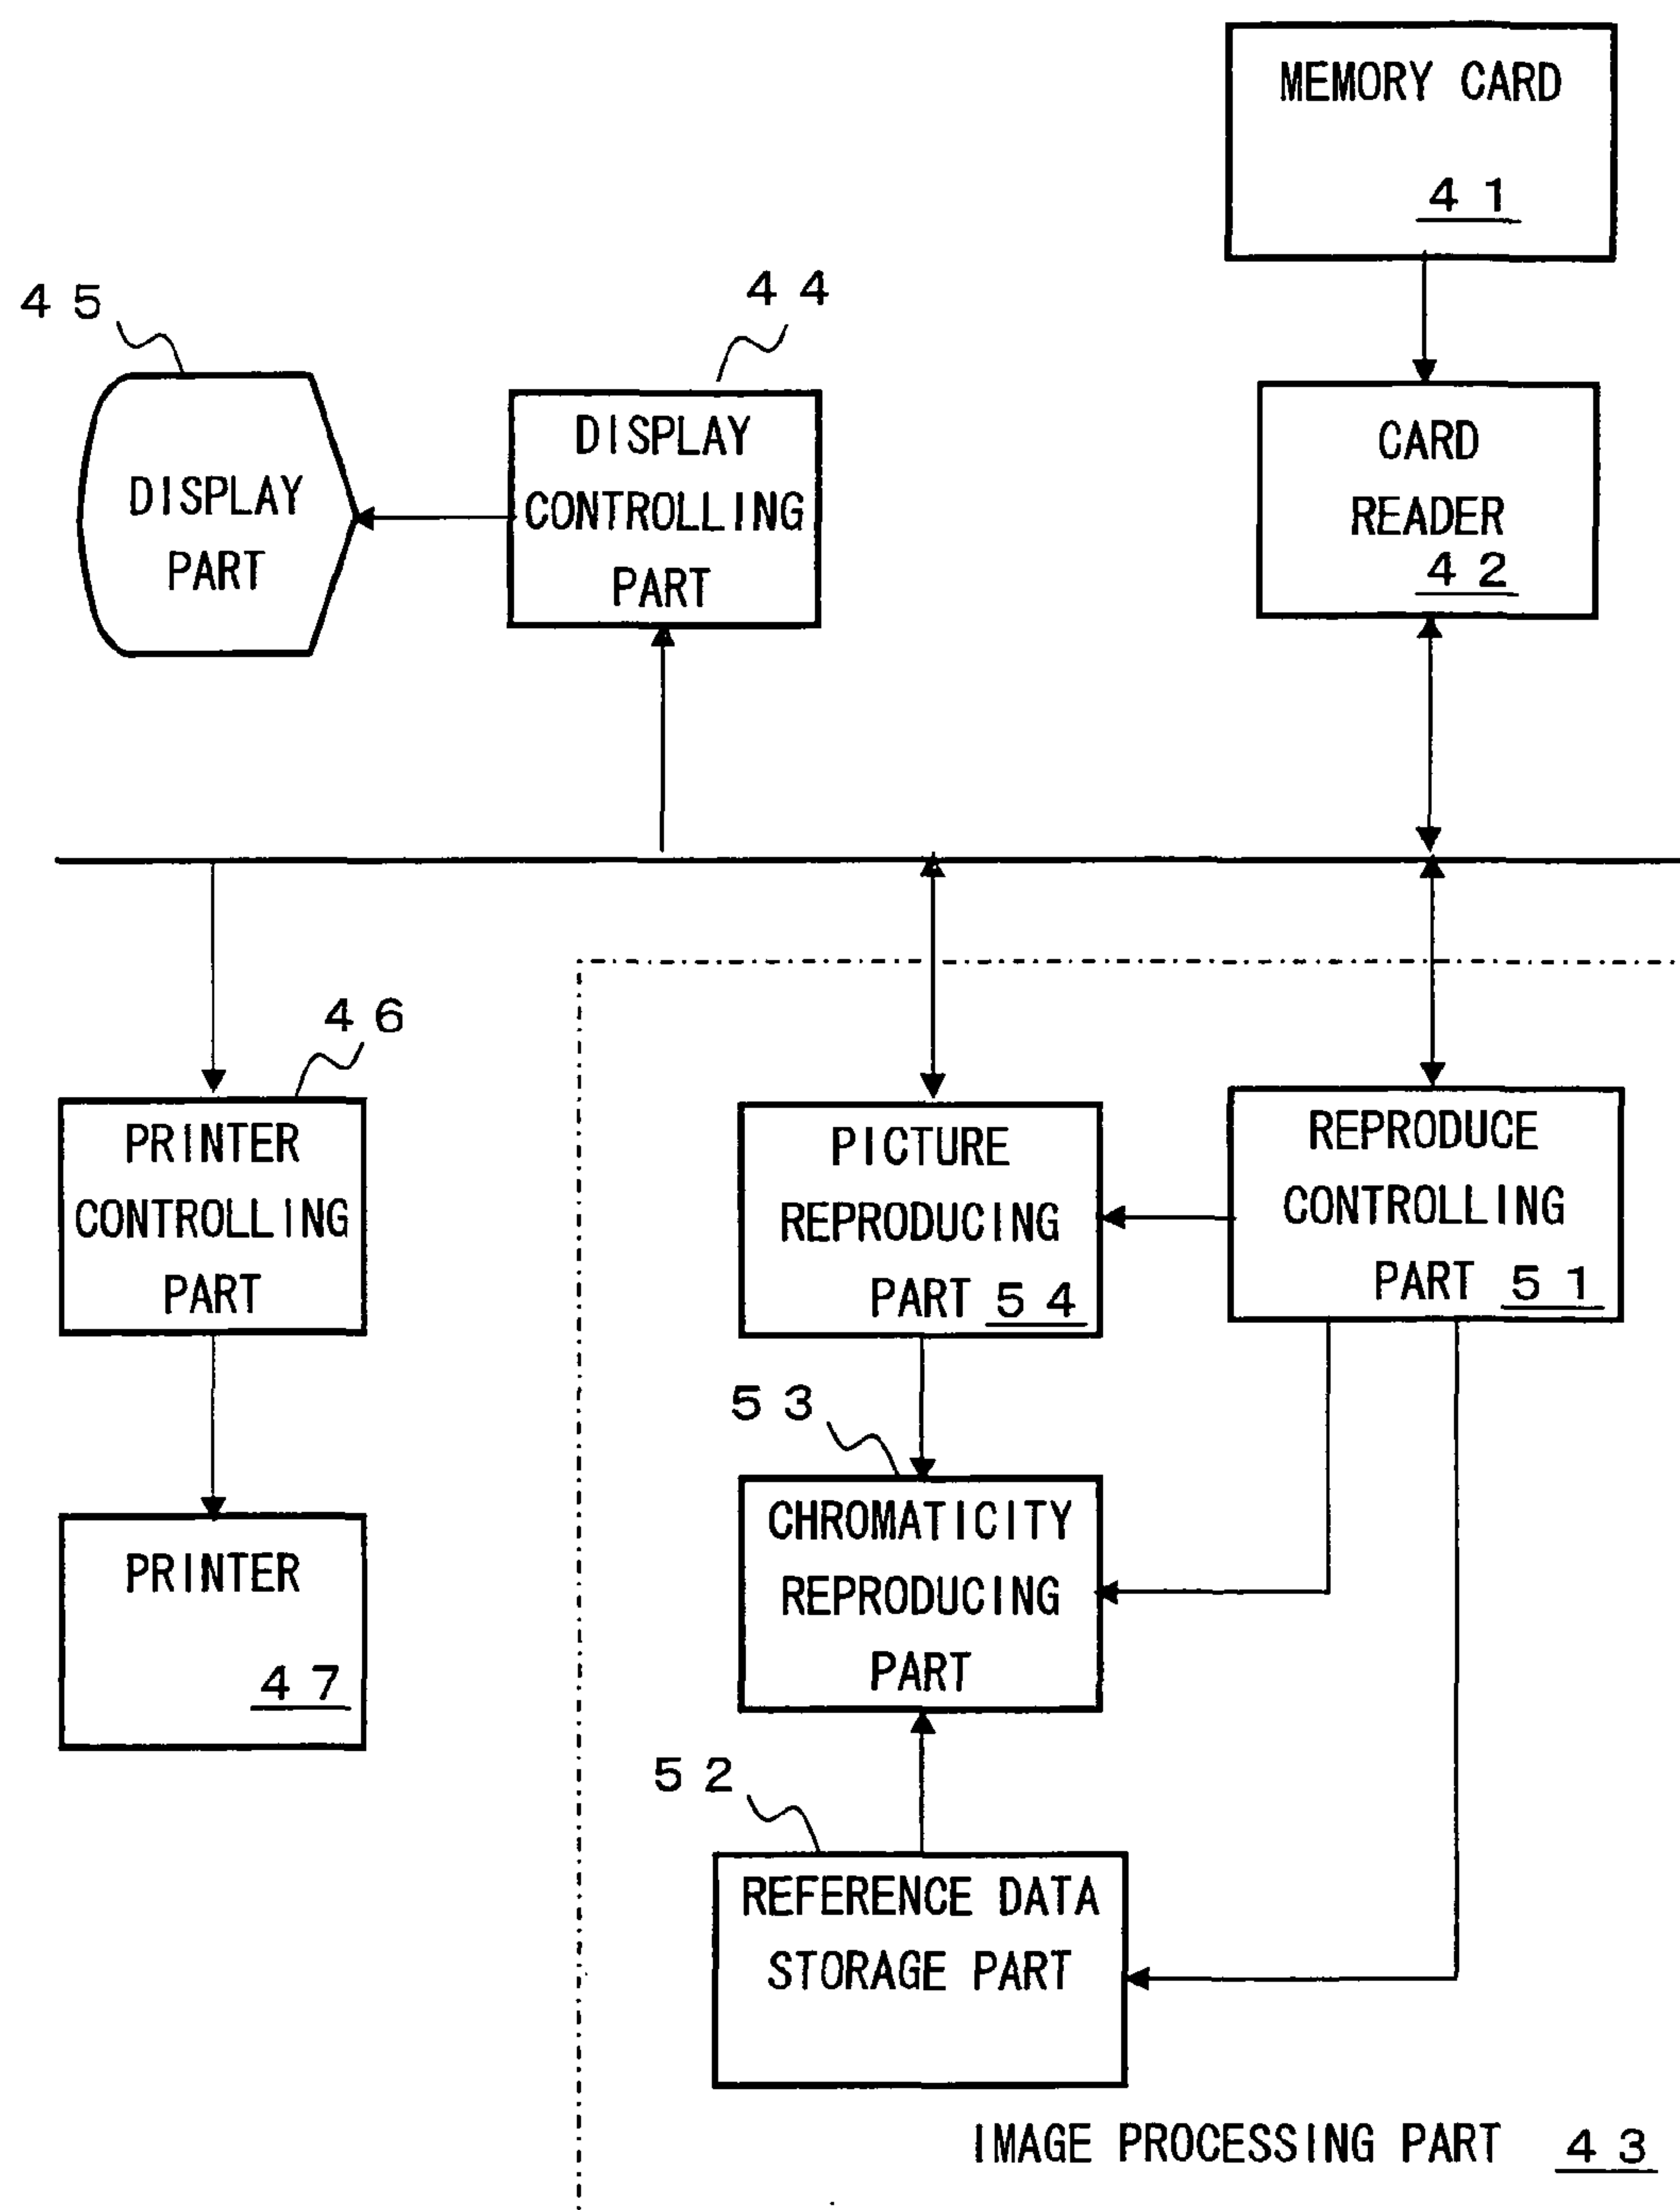 MEMORY CARD
41
45
44
DISPLAY
CONTROLLING
PART
DISPLAY
PART
CARD
READER
42
46
PRINTER
CONTROLLING
PART
PICTURE
REPRODUCING
PART 54
REPRODUCE
CONTROLLING
PART 51
53
CHROMATICITY
REPRODUCING
PART
PRINTER
47
52
REFERENCE DATA
STORAGE PART
IMAGE PROCESSING PART 43